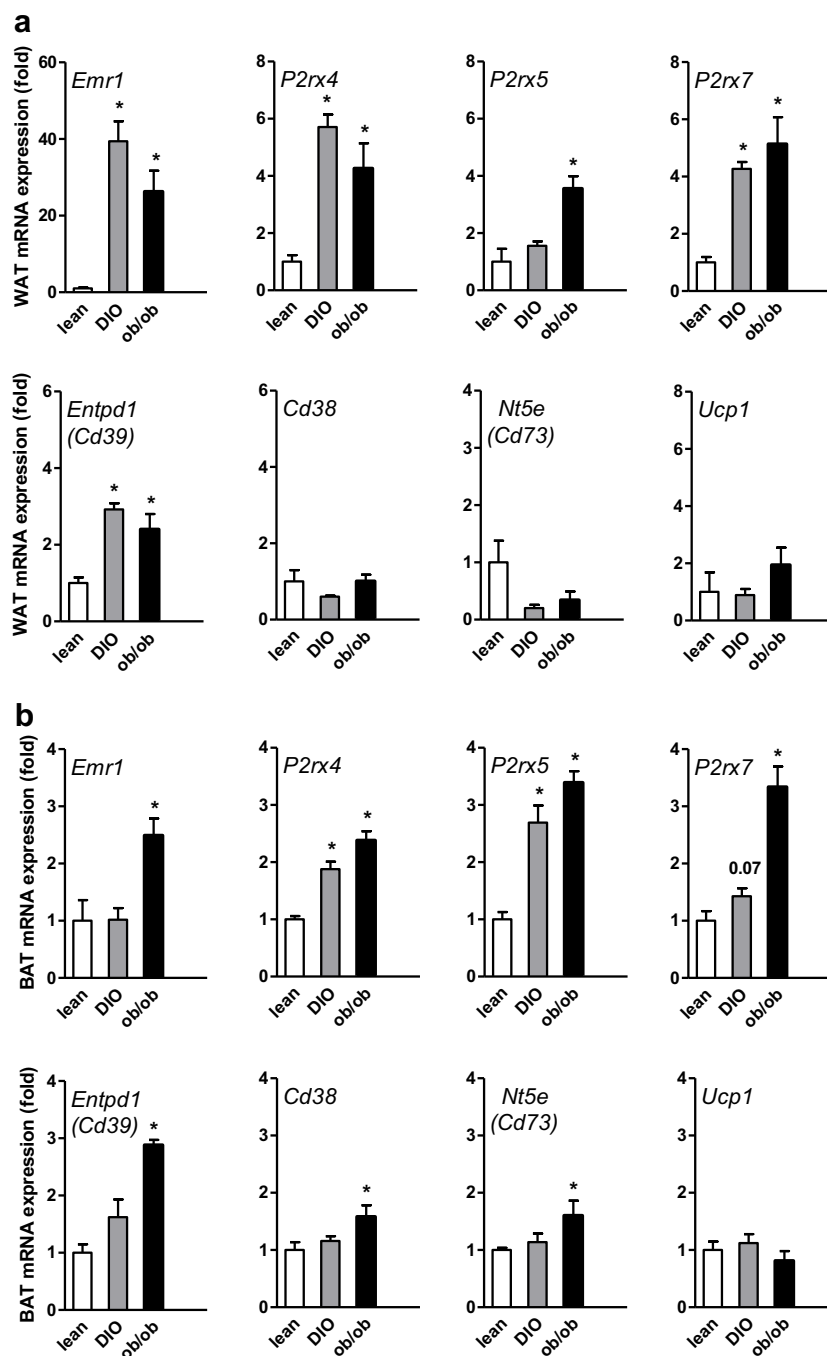 a
Emr1
P2rx4
P2rx5
P2rx7
WAT mRNA expression (fold)
60
40
20
0
*
*
lean
DIO
ob/ob
8
6
4
2
0
*
*
lean
DIO
ob/ob
8
6
4
2
0
*
lean
DIO
ob/ob
8
6
4
2
0
*
*
lean
DIO
ob/ob
Entpd1
(Cd39)
Cd38
Nt5e
(Cd73)
Ucp1
WAT mRNA expression (fold)
6
4
2
0
*
*
lean
DIO
ob/ob
6
4
2
0
lean
DIO
ob/ob
4
3
2
1
0
lean
DIO
ob/ob
8
6
4
2
0
lean
DIO
ob/ob
b
Emr1
P2rx4
P2rx5
P2rx7
BAT mRNA expression (fold)
4
3
2
1
0
*
lean
DIO
ob/ob
4
3
2
1
0
*
*
lean
DIO
ob/ob
4
3
2
1
0
*
*
lean
DIO
ob/ob
4
3
2
1
0
0.07
*
lean
DIO
ob/ob
Entpd1
(Cd39)
Cd38
Nt5e
(Cd73)
Ucp1
BAT mRNA expression (fold)
4
3
2
1
0
*
lean
DIO
ob/ob
4
3
2
1
0
*
lean
DIO
ob/ob
4
3
2
1
0
*
lean
DIO
ob/ob
4
3
2
1
0
lean
DIO
ob/ob